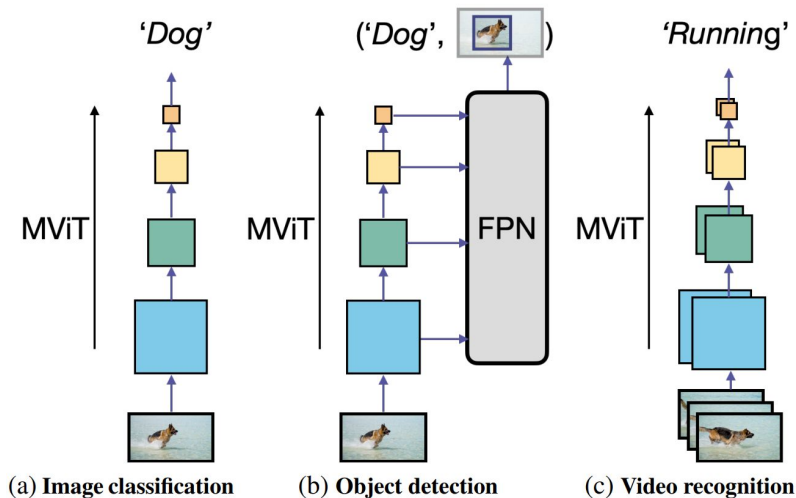 ‘Dog’
(‘Dog’, )
‘Running’
MViT
MViT
FPN
MViT
(a) Image classification
(b) Object detection
(c) Video recognition